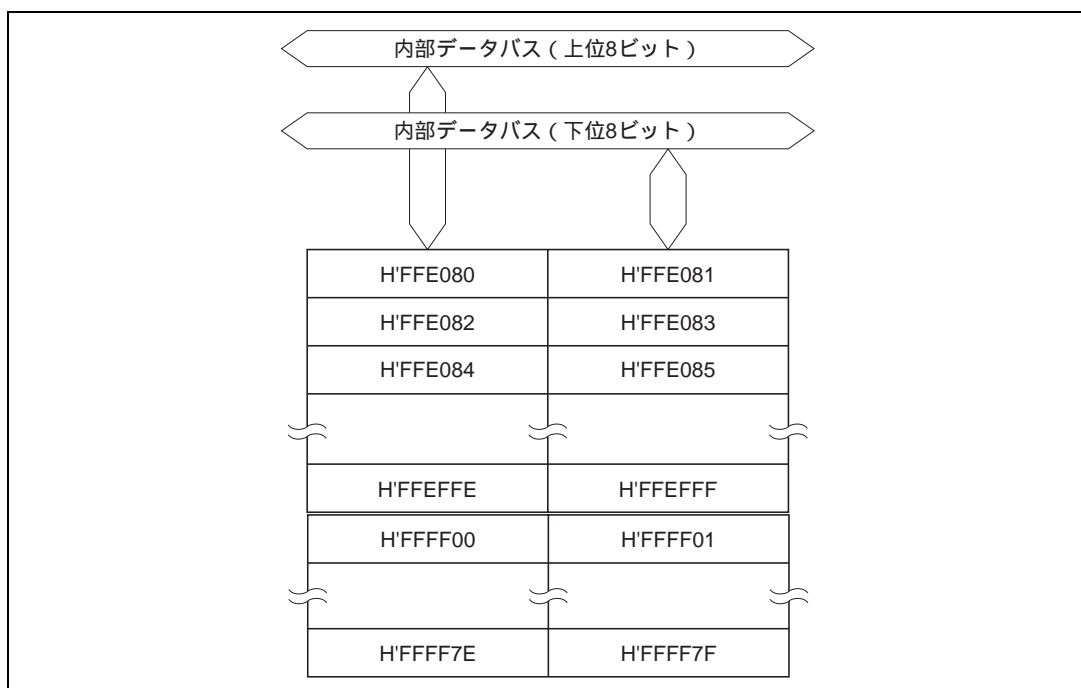 内部データバス（上位8ビット）
内部データバス（下位8ビット）
H'FFE080 H'FFE081
H'FFE082 H'FFE083
H'FFE084 H'FFE085
H'FFEFFE H'FFEFFF
H'FFFF00 H'FFFF01
H'FFFF7E H'FFFF7F